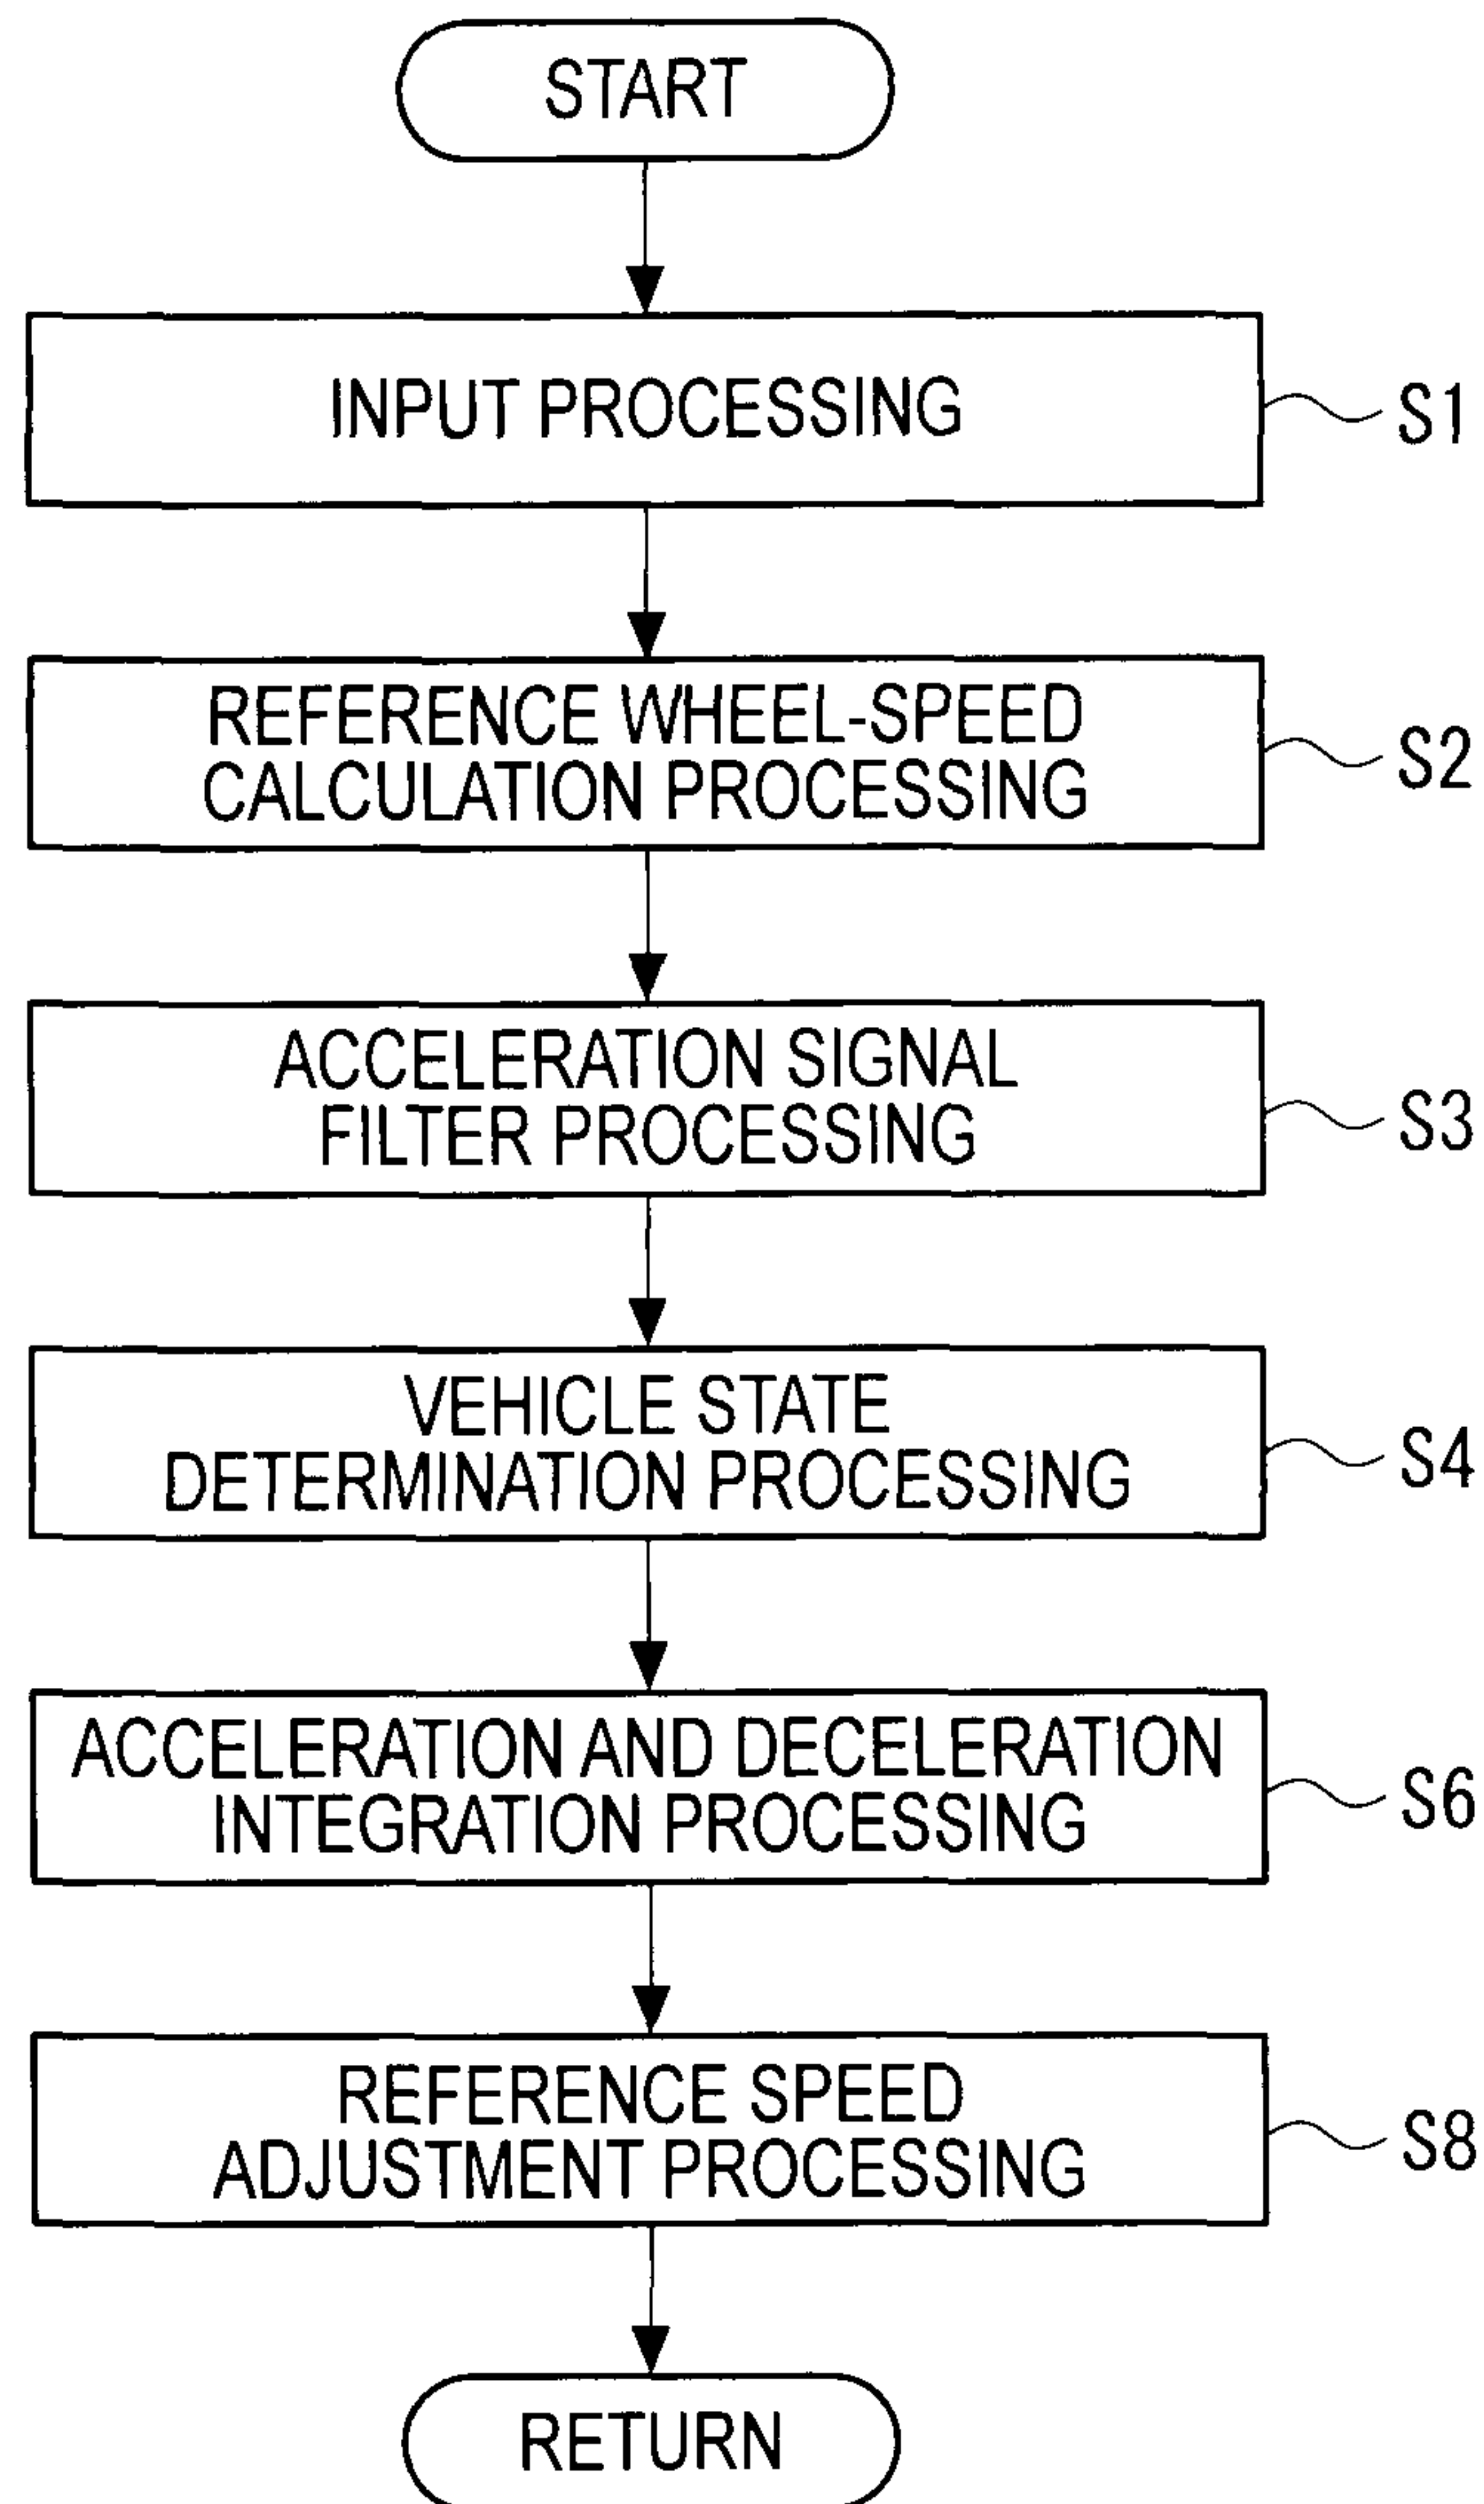 START
INPUT PROCESSING
S1
REFERENCE WHEEL-SPEED
CALCULATION PROCESSING
S2
ACCELERATION SIGNAL
FILTER PROCESSING
S3
VEHICLE STATE
DETERMINATION PROCESSING
S4
ACCELERATION AND DECELERATION
INTEGRATION PROCESSING
S6
REFERENCE SPEED
ADJUSTMENT PROCESSING
S8
RETURN